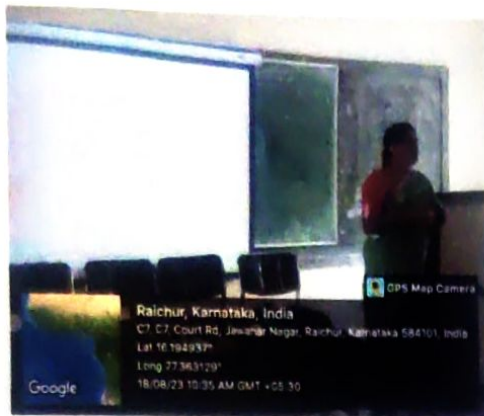 GPS Map Camera
Raichur, Karnataka, India
C7, C7, Court Rd, Jawahar Nagar, Raichur, Karnataka 584101, India
Lat 16.194937°
Long 77.363129°
18/08/23 10:35 AM GMT +05:30
Google